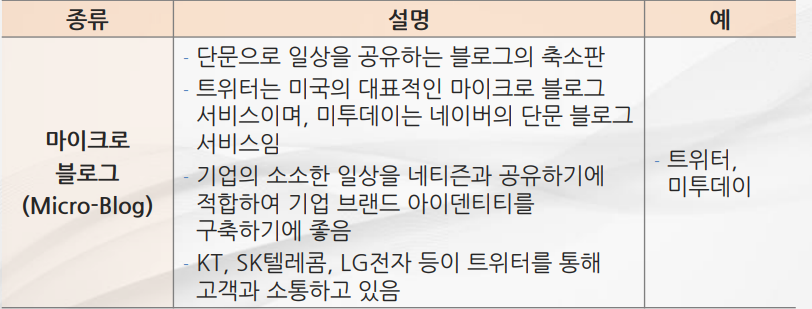 종류 설명 예
마이크로
블로그
(Micro-Blog)
- 단문으로 일상을 공유하는 블로그의 축소판
- 트위터는 미국의 대표적인 마이크로 블로그
서비스이며, 미투데이는 네이버의 단문 블로그
서비스임
- 기업의 소소한 일상을 네티즌과 공유하기에
적합하여 기업 브랜드 아이덴티티를
구축하기에 좋음
- KT, SK텔레콤, LG전자 등이 트위터를 통해
고객과 소통하고 있음
- 트위터,
미투데이